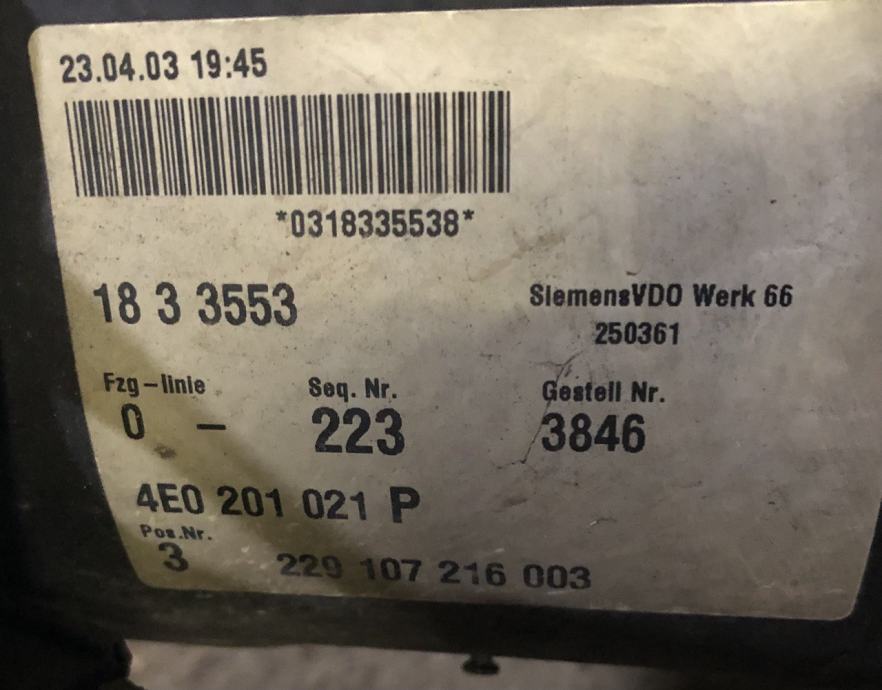 23.04.03 19:45
*0318335538*
18 3 3553
SiemensVDO Werk 66
250361
Fzg-linie Seq. Nr. Gestell Nr.
0 - 223 3846
4E0 201 021 P
Pos.Nr.
3 229 107 216 003